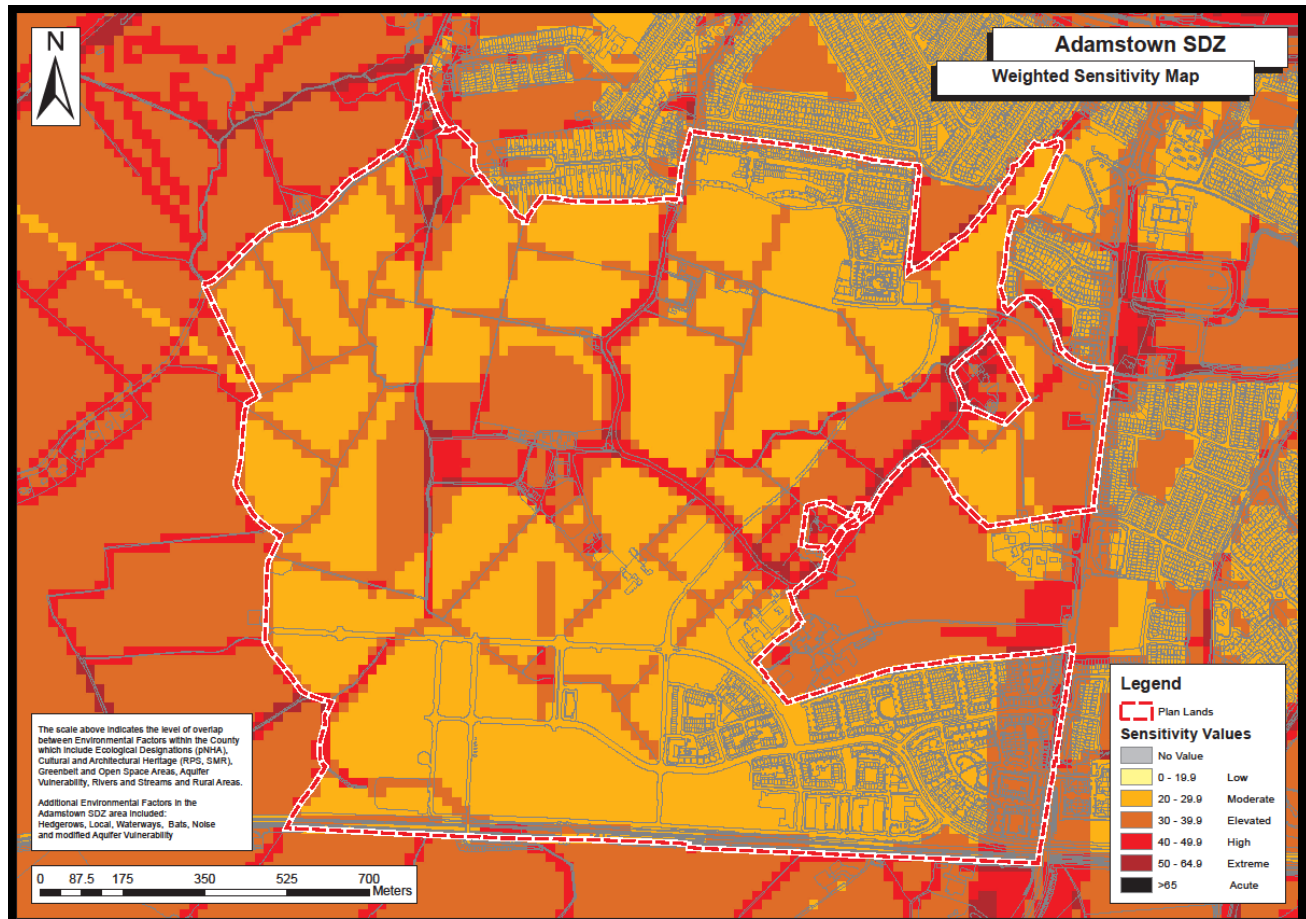 N
Adamstown SDZ
Weighted Sensitivity Map
Legend
Plan Lands
Sensitivity Values
No Value
0 - 19.9 Low
20 - 29.9 Moderate
30 - 39.9 Elevated
40 - 49.9 High
50 - 64.9 Extreme
>65 Acute
The scale above indicates the level of overlap
between Environmental Factors within the County
which include Ecological Designations (pNHA),
Cultural and Architectural Heritage (RPS, SMR),
Greenbelt and Open Space Areas, Aquifer
Vulnerability, Rivers and Streams and Rural Areas.
Additional Environmental Factors in the
Adamstown SDZ area included:
Hedgerows, Local, Waterways, Bats, Noise
and modified Aquifer Vulnerability
0 87.5 175 350 525 700
Meters